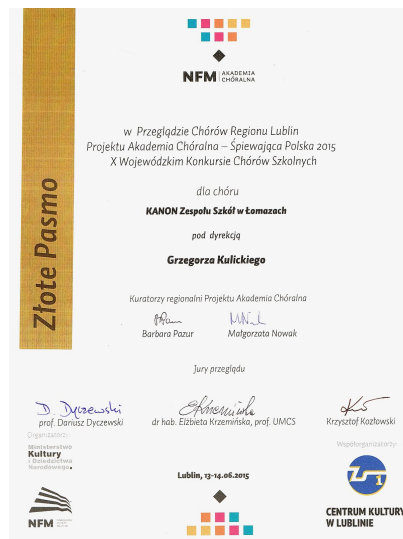 NFM AKADEMIA
CHÓRALNA
w Przeglądzie Chórów Regionu Lublin
Projektu Akademia Chóralna – Śpiewająca Polska 2015
X Wojewódzkim Konkursie Chórów Szkolnych
Złote Pasmo
dla chóru
KANON Zespołu Szkół w Łomazach
pod dyrekcją
Grzegorza Kulickiego
Kuratorzy regionalni Projektu Akademia Chóralna
Barbara Pazur Małgorzata Nowak
Jury przeglądu
D. Dyczewski
prof. Dariusz Dyczewski dr hab. Elżbieta Krzemińska, prof. UMCS Krzysztof Kozłowski
Organizatorzy:
Współorganizatorzy:
Ministerstwo
Kultury
i Dziedzictwa
Narodowego.
Lublin, 13-14.06.2015
NFM
CENTRUM KULTURY
W LUBLINIE